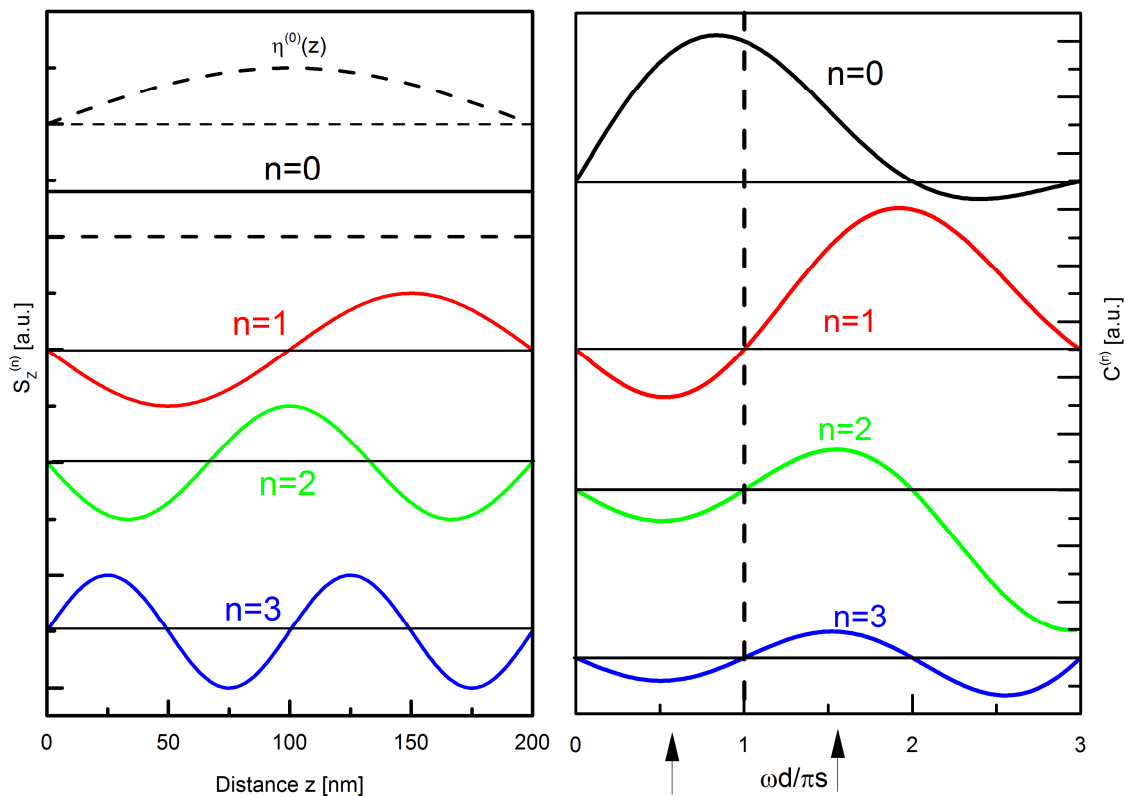 η⁽⁰⁾(z)
n=0
n=1
n=2
n=3
S_z⁽ⁿ⁾ [a.u.]
0
50
100
150
200
Distance z [nm]
n=0
n=1
n=2
n=3
C⁽ⁿ⁾ [a.u.]
0
1
2
3
ωd/πs